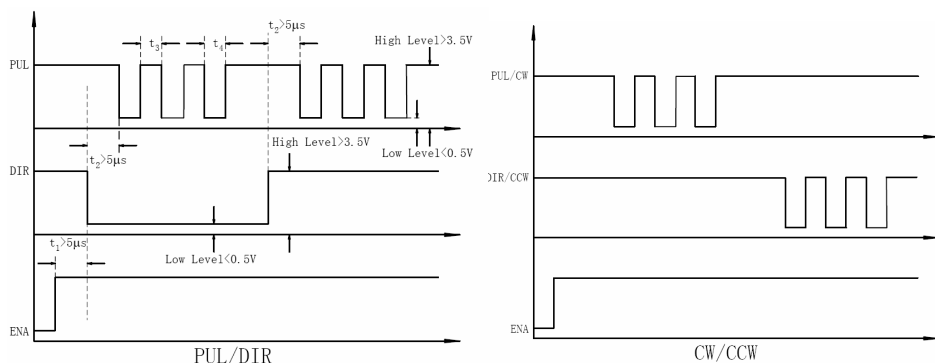 t₂>5μs
t₃
t₄
High Level>3.5V
PUL
t₂>5μs
High Level>3.5V
Low Level<0.5V
DIR
t₁>5μs
Low Level<0.5V
ENA
PUL/DIR
PUL/CW
DIR/CCW
ENA
CW/CCW